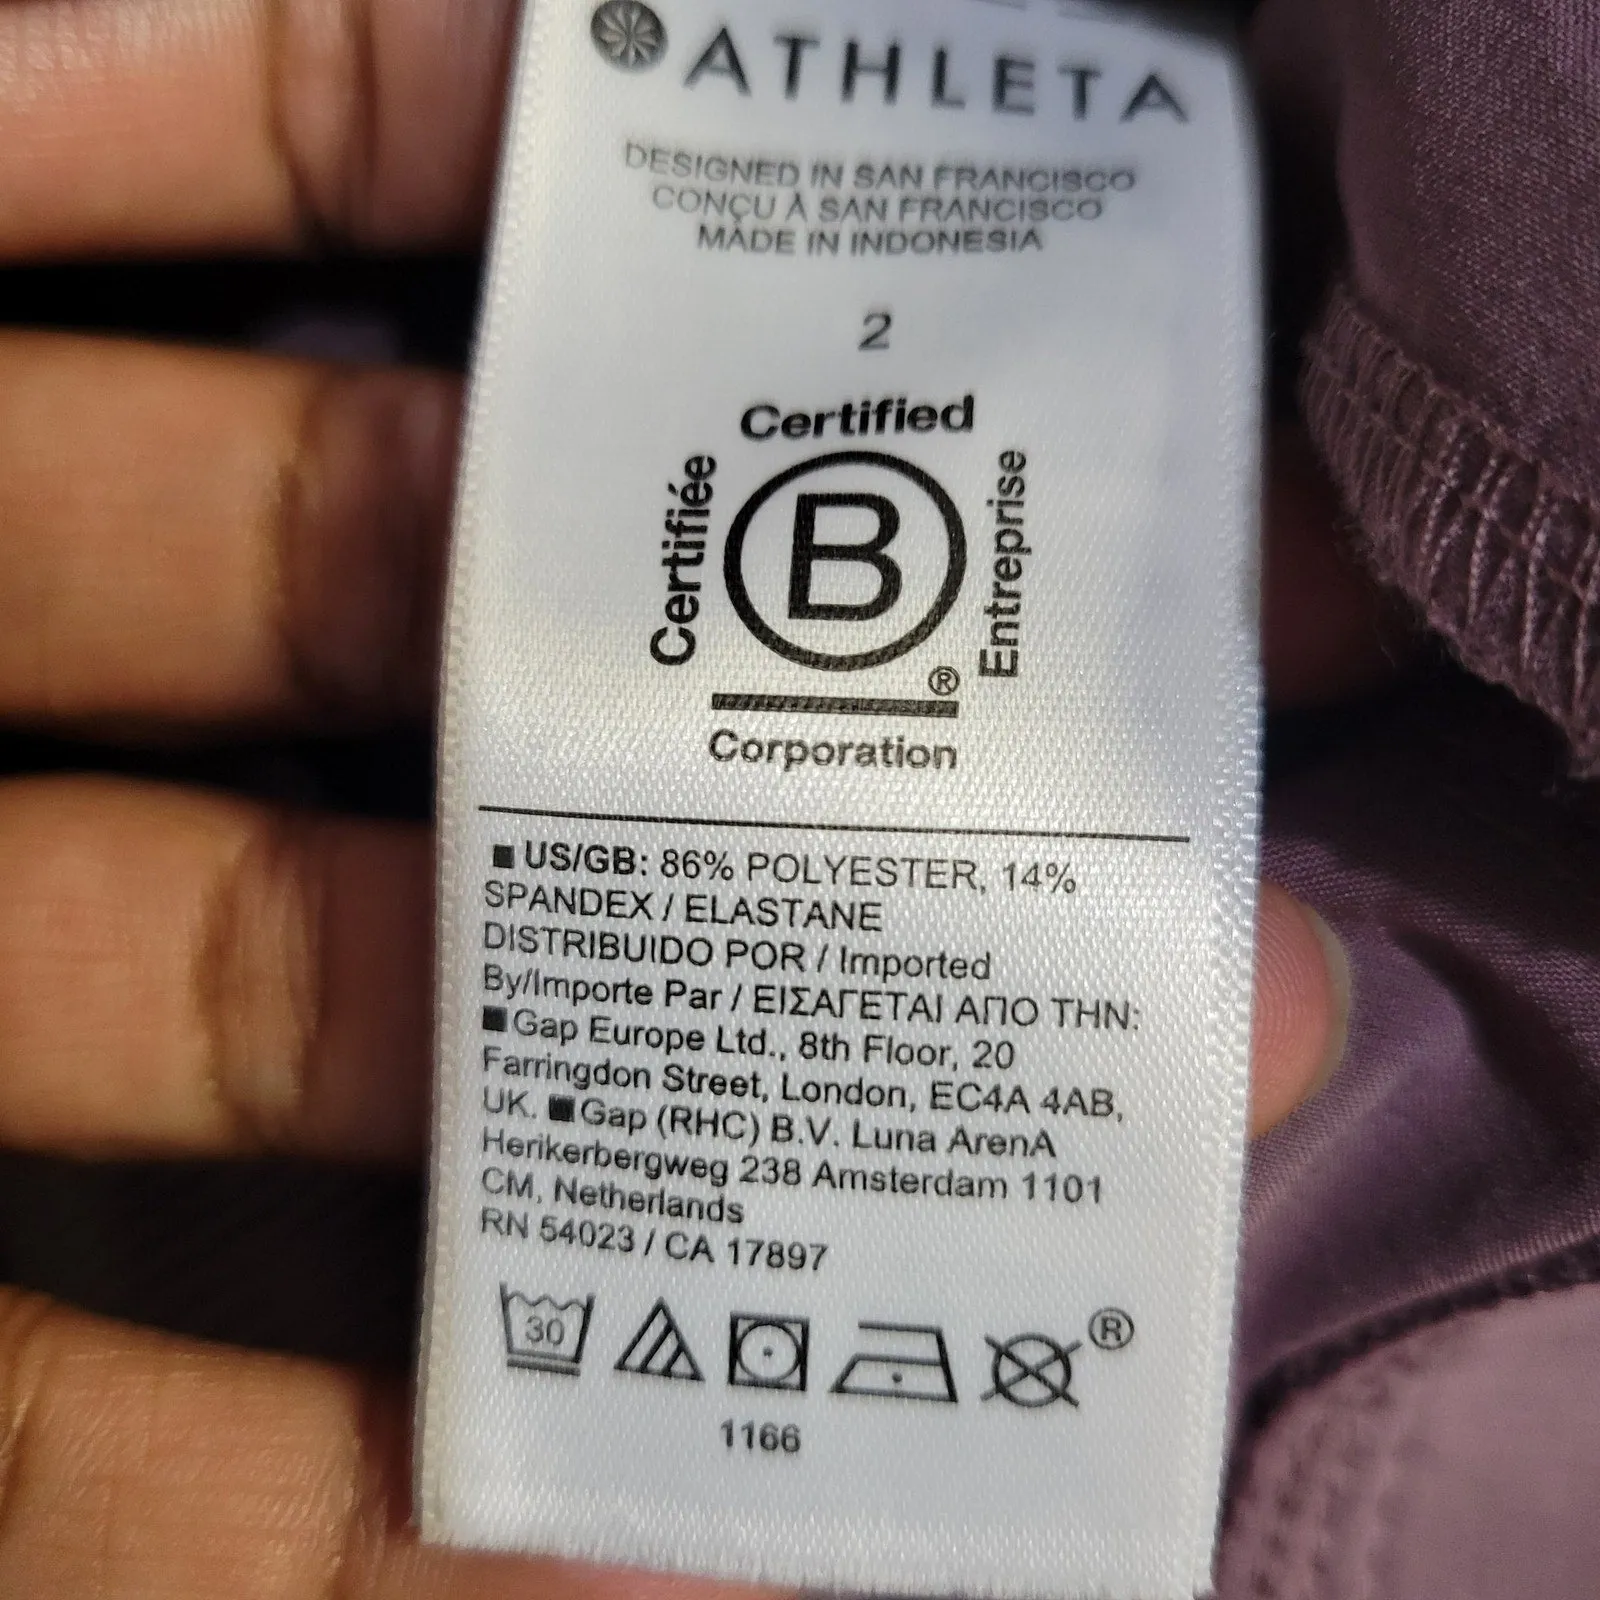 ATHLETA
DESIGNED IN SAN FRANCISCO
CONÇU À SAN FRANCISCO
MADE IN INDONESIA
2
Certified
Certifiée
B
Entreprise
®
Corporation
■ US/GB: 86% POLYESTER, 14%
SPANDEX / ELASTANE
DISTRIBUIDO POR / Imported
By/Importe Par / ΕΙΣΑΓΕΤΑΙ ΑΠΟ ΤΗΝ:
■ Gap Europe Ltd., 8th Floor, 20
Farringdon Street, London, EC4A 4AB,
UK. ■ Gap (RHC) B.V. Luna ArenA
Herikerbergweg 238 Amsterdam 1101
CM, Netherlands
RN 54023 / CA 17897
30
®
1166